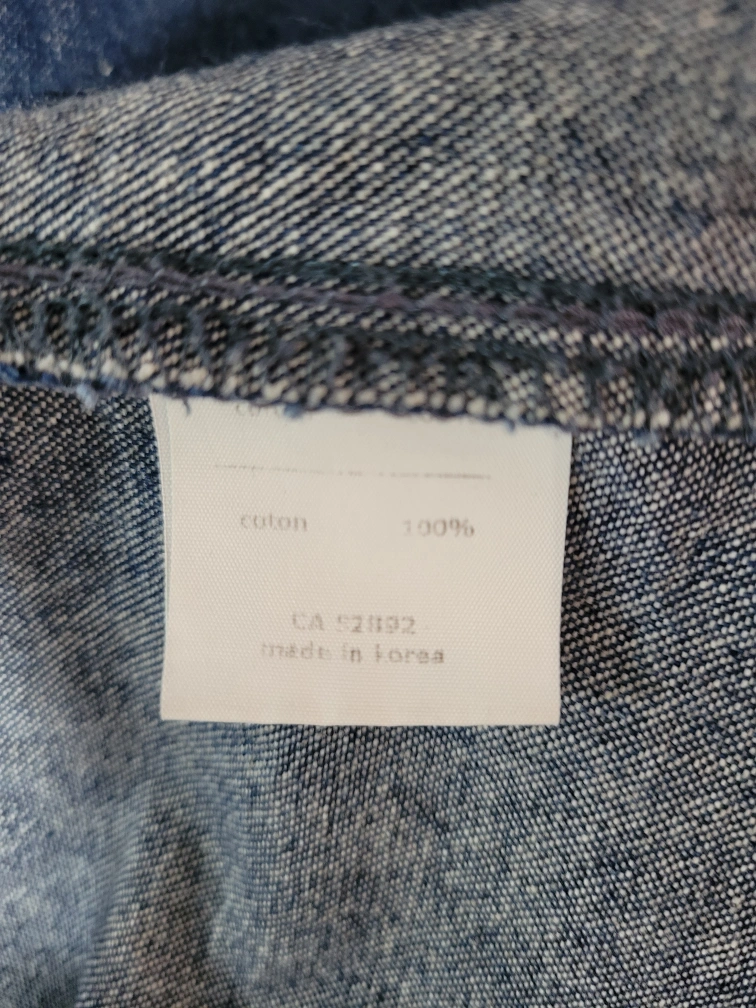 coton 100%
CA 52892
made in Korea